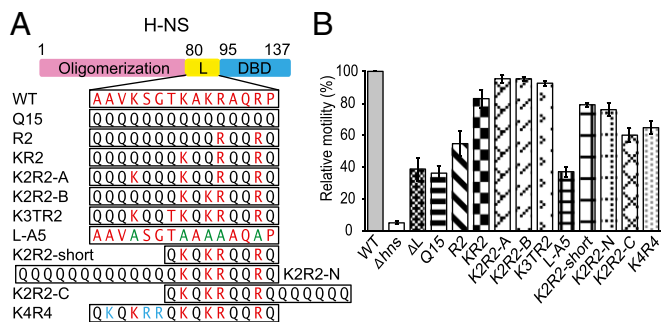 A
H-NS
1 80 95 137
Oligomerization L DBD
WT AAVKSGTKAKRAQRP
Q15 QQQQQQQQQQQQQQQ
R2 QQQQQQQQQQRQQRQ
KR2 QQQQQQQKQQRQQRQ
K2R2-A QQQKQQQKQQRQQRQ
K2R2-B QQQQQQQKQKRQQRQ
K3TR2 QQQKQQTKQKRQQRQ
L-A5 AAVASGTAAAAAQAP
K2R2-short QKQKRQQRQ
QQQQQQQQQQQQQKQKRQQRQ K2R2-N
K2R2-C QKQKRQQRQQQQQQQ
K4R4 QKQKRRQKQKRQQRQ
B
Relative motility (%)
100
80
60
40
20
0
WT
Δhns
ΔL
Q15
R2
KR2
K2R2-A
K2R2-B
K3TR2
L-A5
K2R2-short
K2R2-N
K2R2-C
K4R4